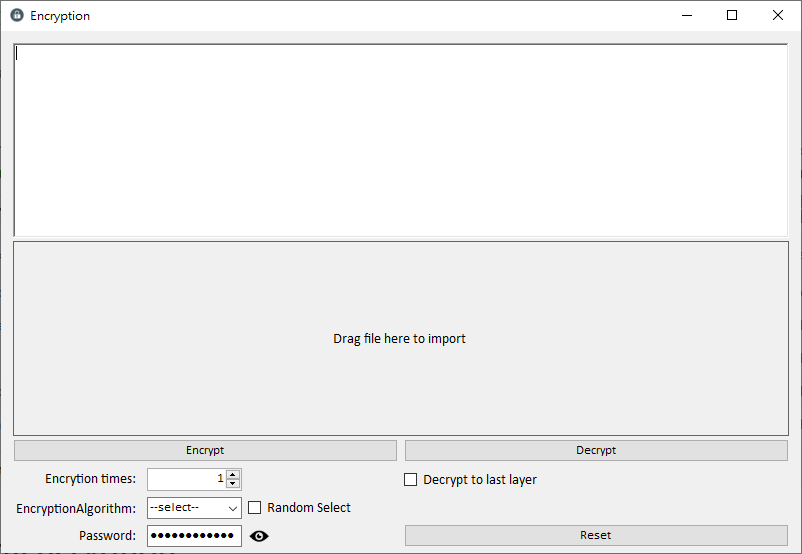 Encryption
Drag file here to import
Encrypt
Decrypt
Encrytion times:
1
Decrypt to last layer
EncryptionAlgorithm:
--select--
Random Select
Password:
●●●●●●●●●●●●
Reset